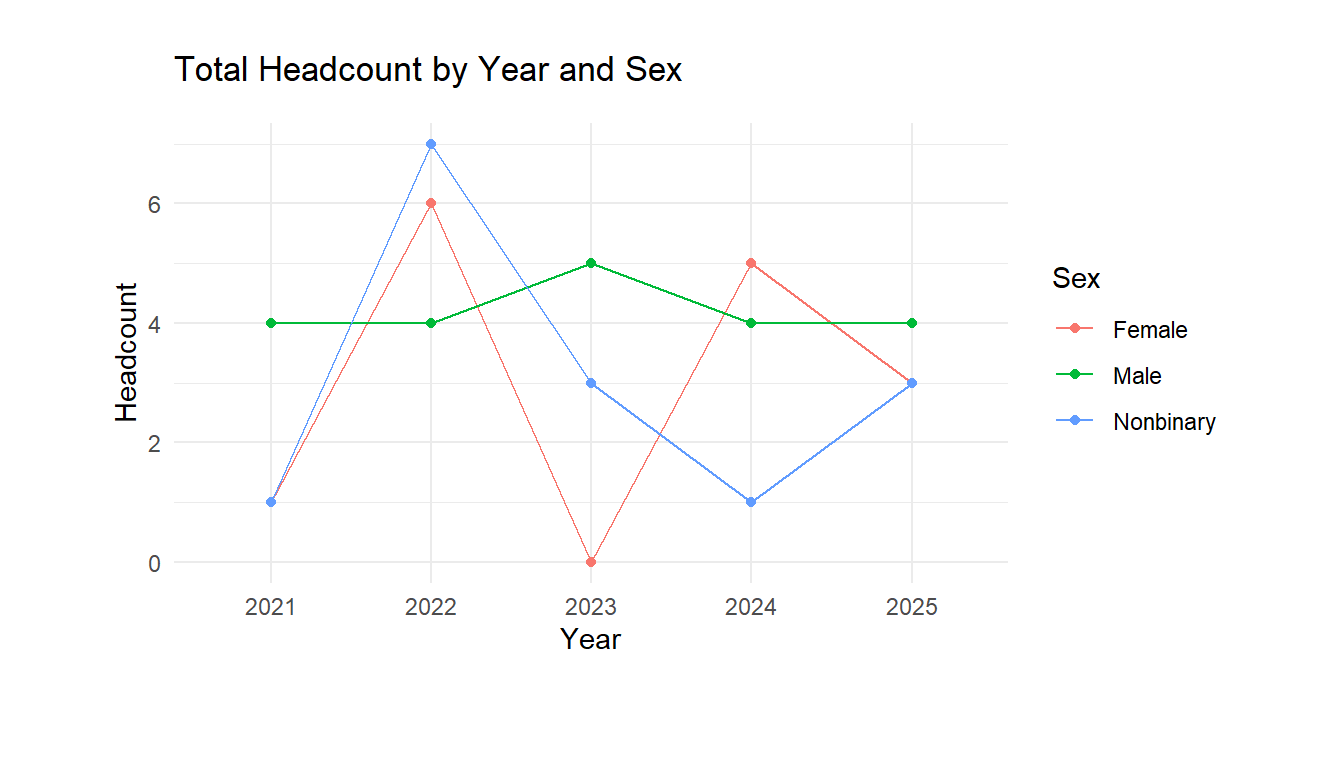 Total Headcount by Year and Sex
Headcount
6
4
2
0
2021 2022 2023 2024 2025
Year
Sex
Female
Male
Nonbinary